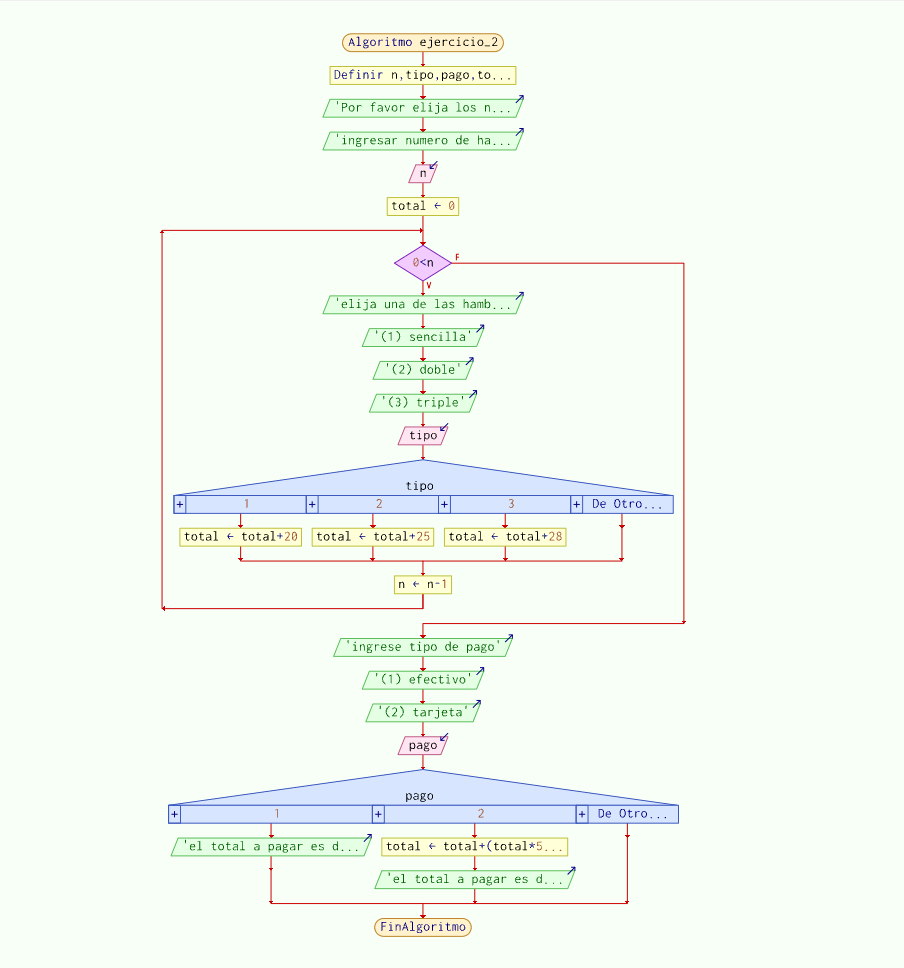 Algoritmo ejercicio_2
Definir n,tipo,pago,to...
'Por favor elija los n...
'ingresar numero de ha...
n
total ← 0
0<n
F
V
'elija una de las hamb...
'(1) sencilla'
'(2) doble'
'(3) triple'
tipo
tipo
+ 1 + 2 + 3 + De Otro...
total ← total+20 total ← total+25 total ← total+28
n ← n-1
'ingrese tipo de pago'
'(1) efectivo'
'(2) tarjeta'
pago
pago
+ 1 + 2 + De Otro...
'el total a pagar es d... total ← total+(total*5...
'el total a pagar es d...
FinAlgoritmo